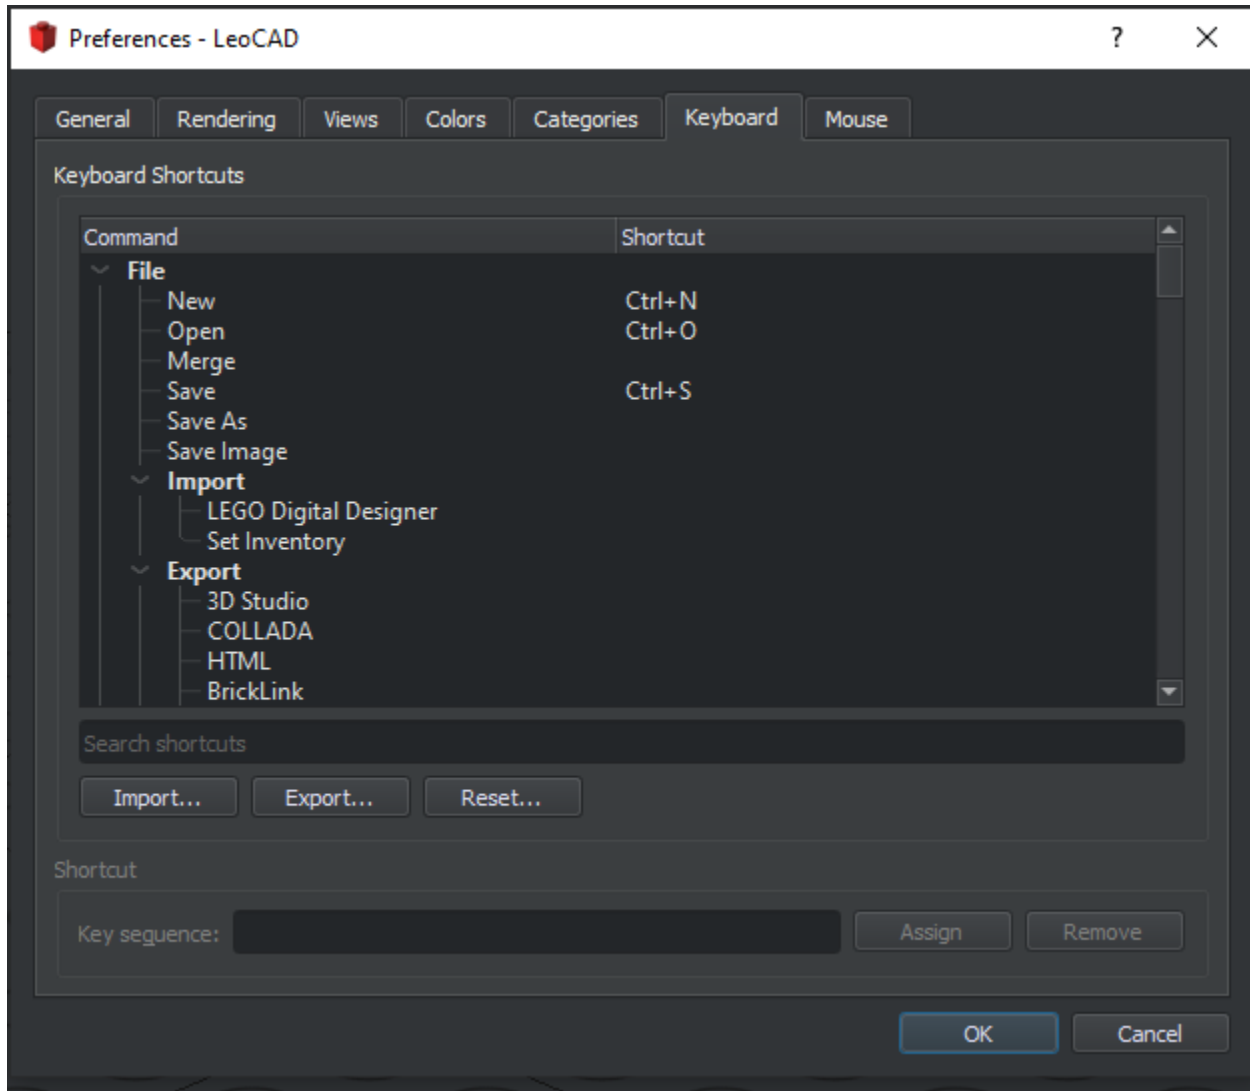 Preferences - LeoCAD ?
General Rendering Views Colors Categories Keyboard Mouse
Keyboard Shortcuts
Command Shortcut
File
New Ctrl+N
Open Ctrl+O
Merge
Save Ctrl+S
Save As
Save Image
Import
LEGO Digital Designer
Set Inventory
Export
3D Studio
COLLADA
HTML
BrickLink
Search shortcuts
Import... Export... Reset...
Shortcut
Key sequence: Assign Remove
OK Cancel